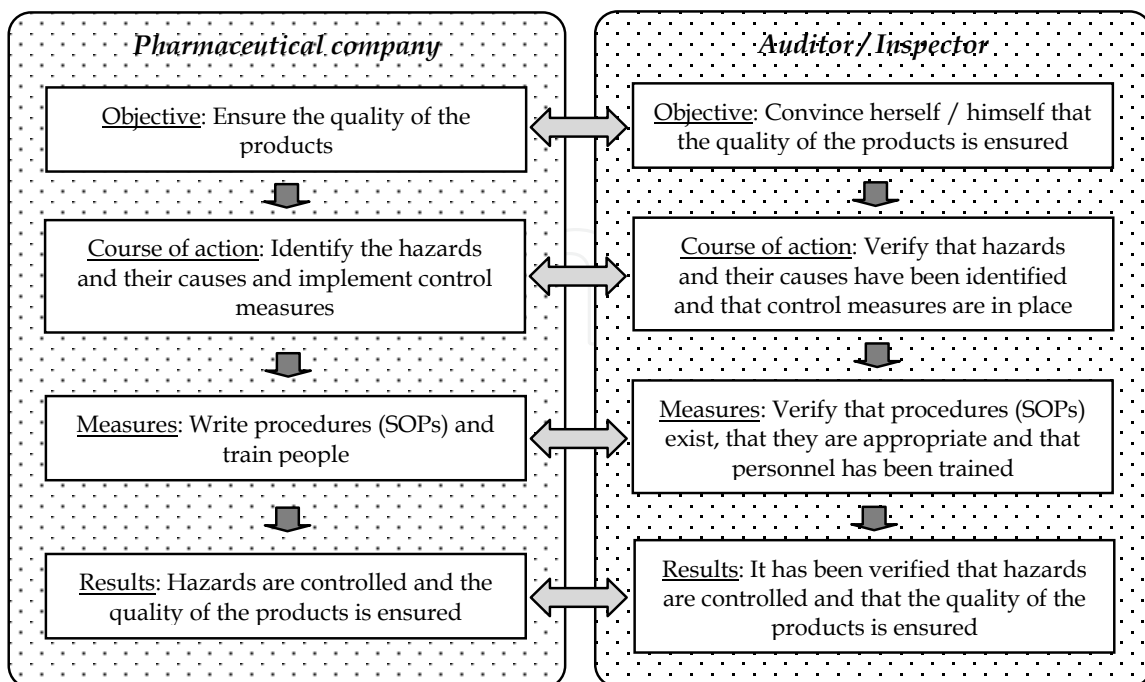 Pharmaceutical company
Objective: Ensure the quality of the
products
Course of action: Identify the hazards
and their causes and implement control
measures
Measures: Write procedures (SOPs) and
train people
Results: Hazards are controlled and the
quality of the products is ensured
Auditor / Inspector
Objective: Convince herself / himself that
the quality of the products is ensured
Course of action: Verify that hazards
and their causes have been identified
and that control measures are in place
Measures: Verify that procedures (SOPs)
exist, that they are appropriate and that
personnel has been trained
Results: It has been verified that hazards
are controlled and that the quality of the
products is ensured